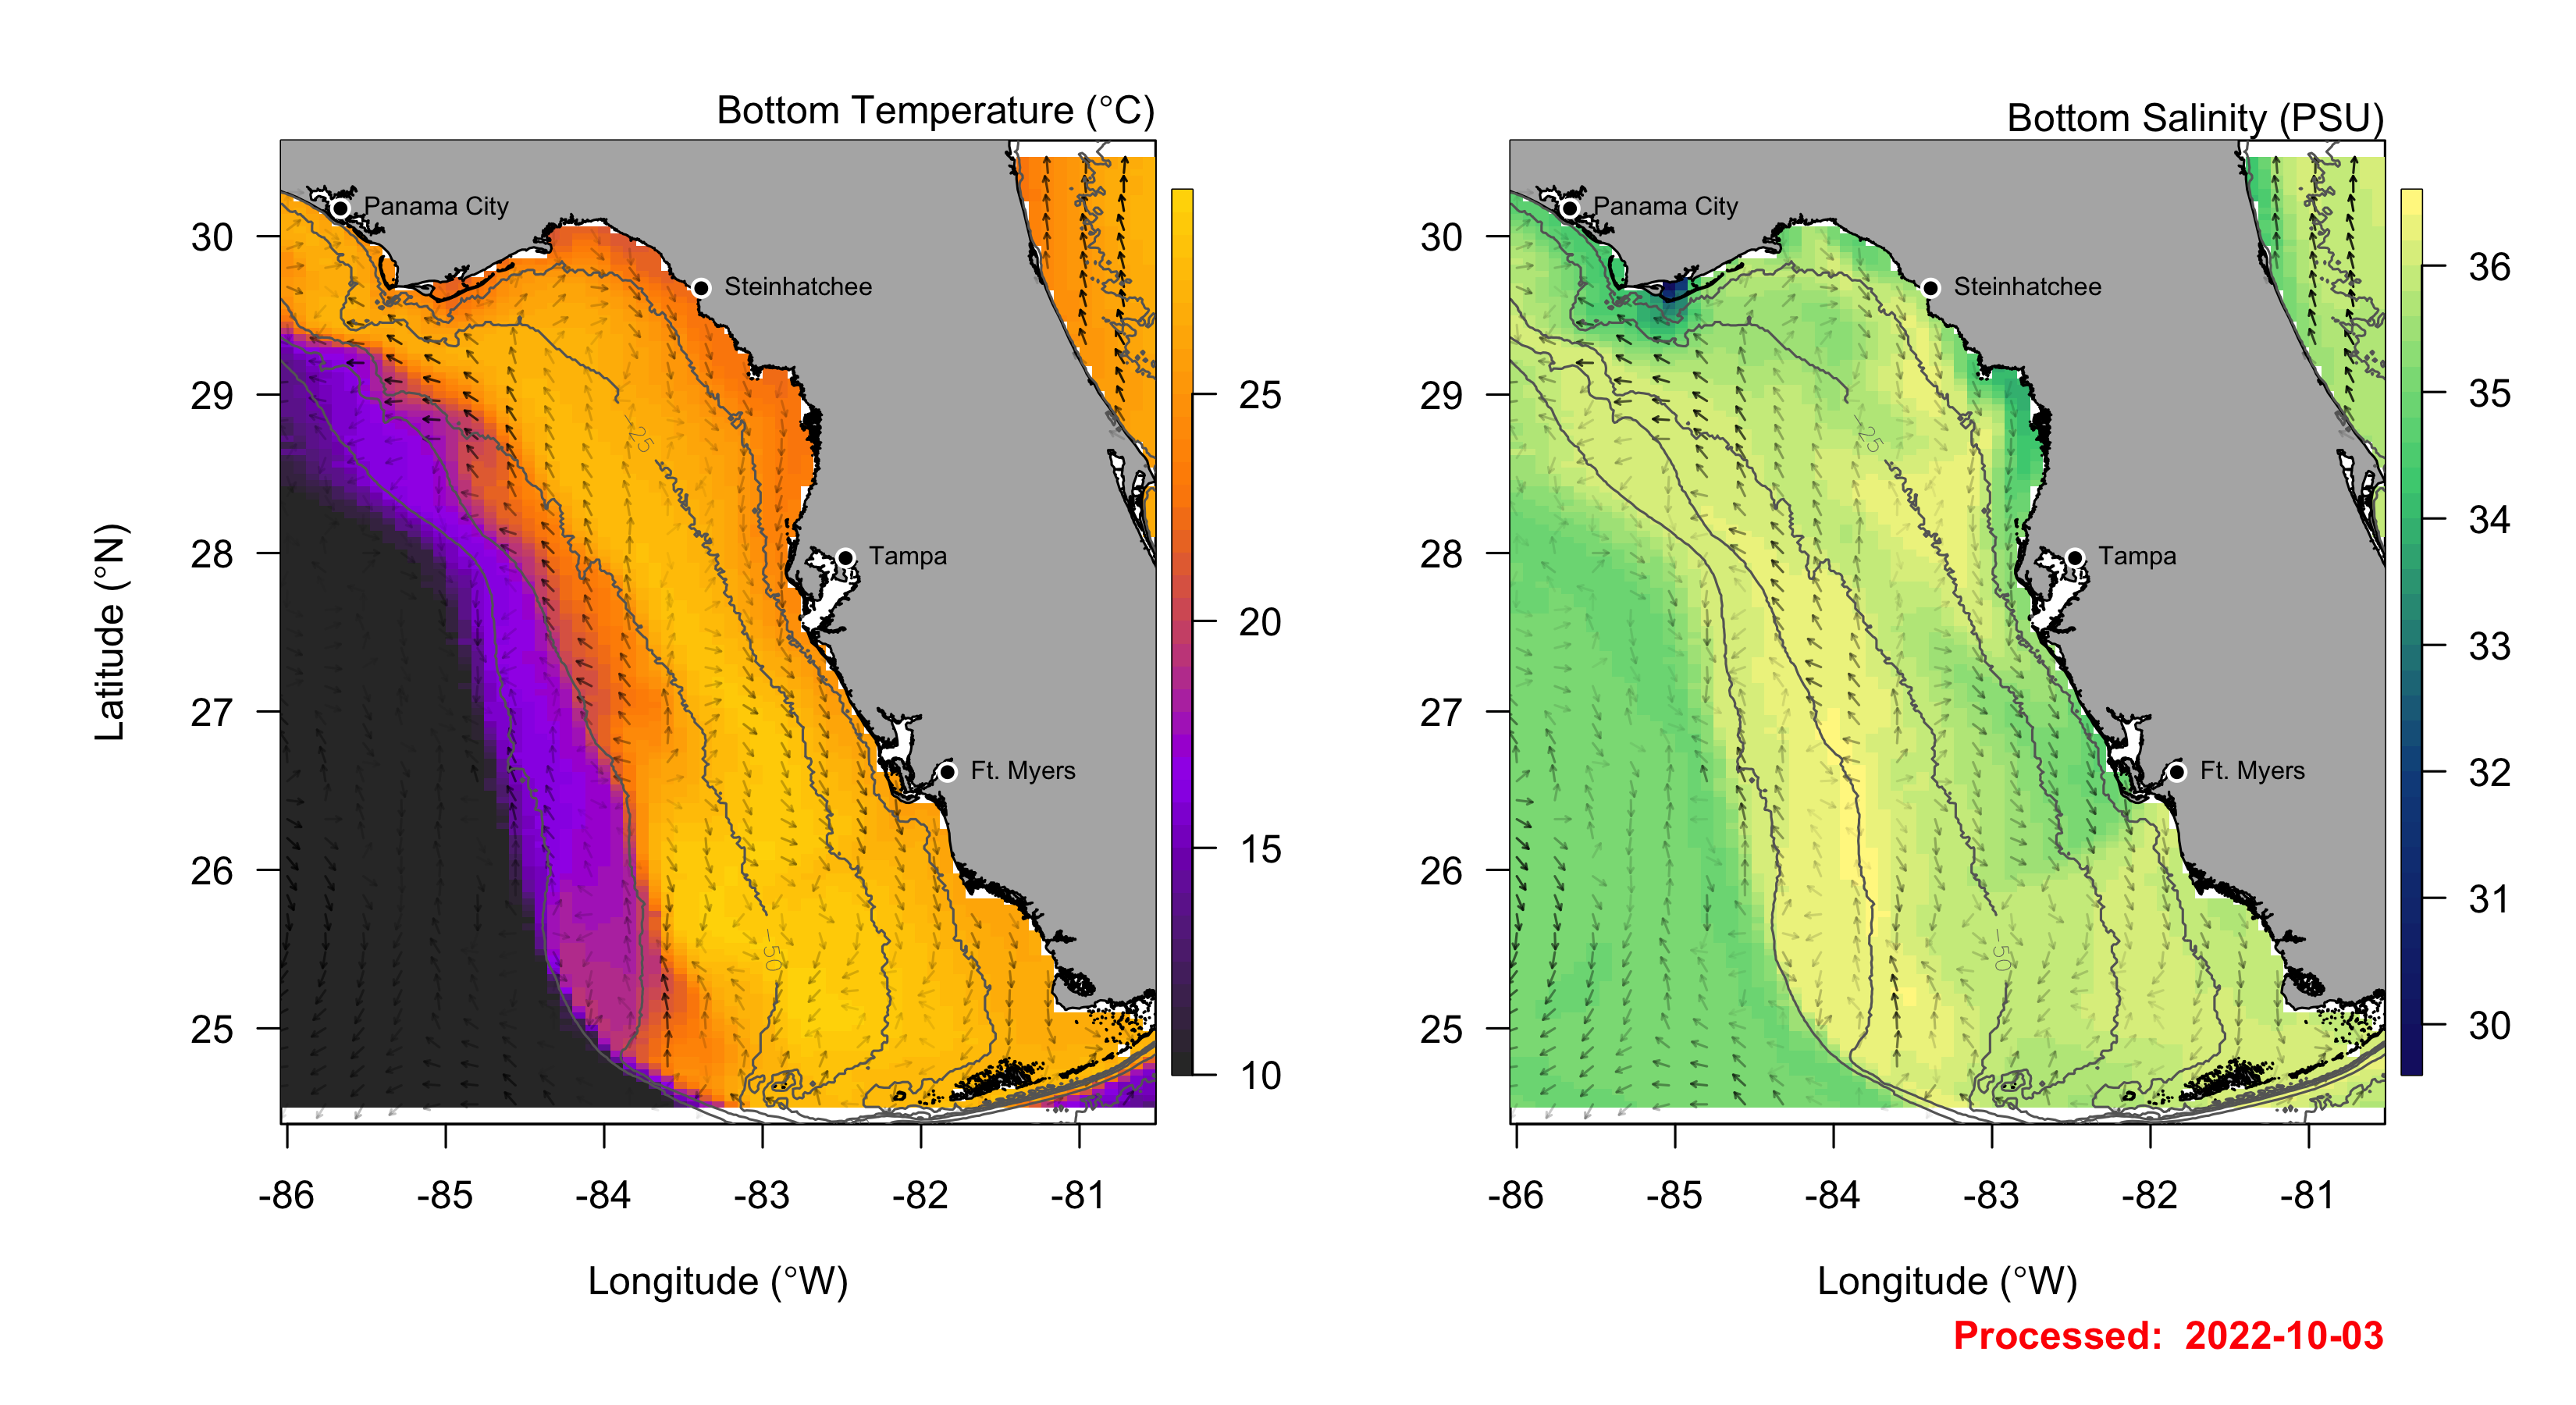 Bottom Temperature (°C)
Panama City
Steinhatchee
Tampa
Ft. Myers
-25
-50
30
29
28
27
26
25
Latitude (°N)
-86 -85 -84 -83 -82 -81
Longitude (°W)
25
20
15
10
Bottom Salinity (PSU)
Panama City
Steinhatchee
Tampa
Ft. Myers
-25
-50
30
29
28
27
26
25
-86 -85 -84 -83 -82 -81
Longitude (°W)
36
35
34
33
32
31
30
Processed: 2022-10-03